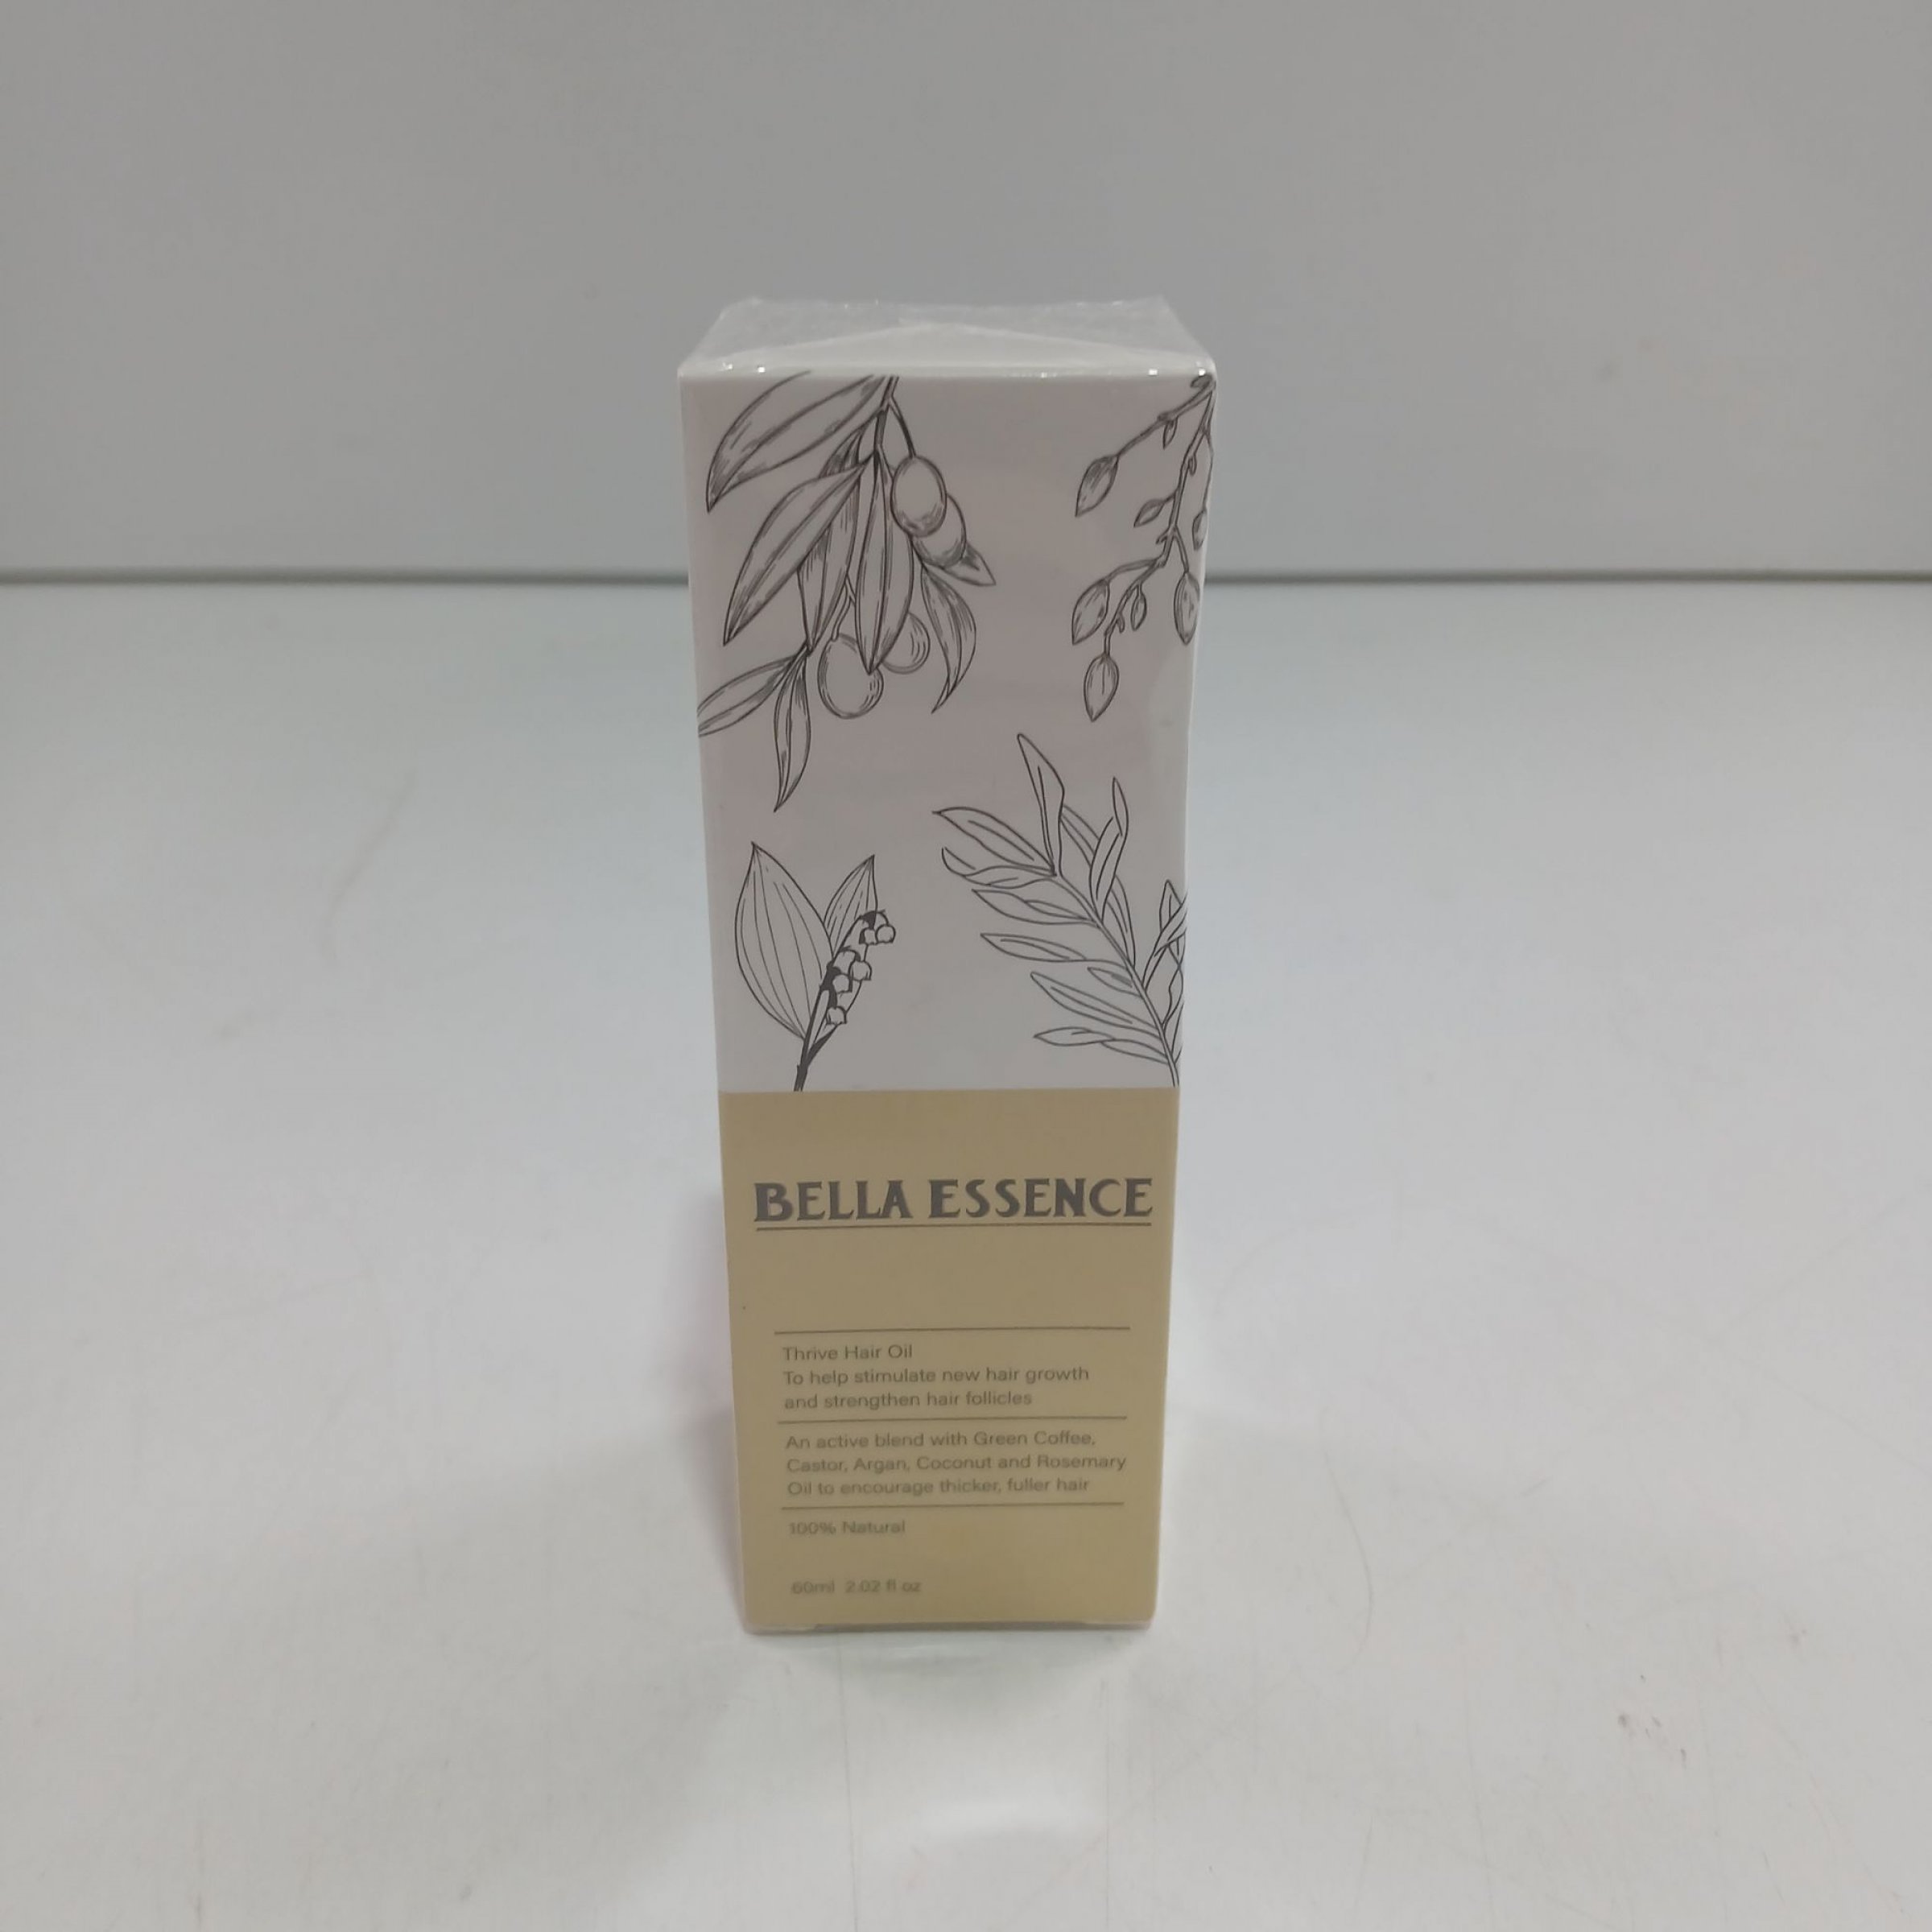 BELLA ESSENCE
Thrive Hair Oil
To help stimulate new hair growth
and strengthen hair follicles
An active blend with Green Coffee,
Castor, Argan, Coconut and Rosemary
Oil to encourage thicker, fuller hair
100% Natural
60ml 2.02 fl oz